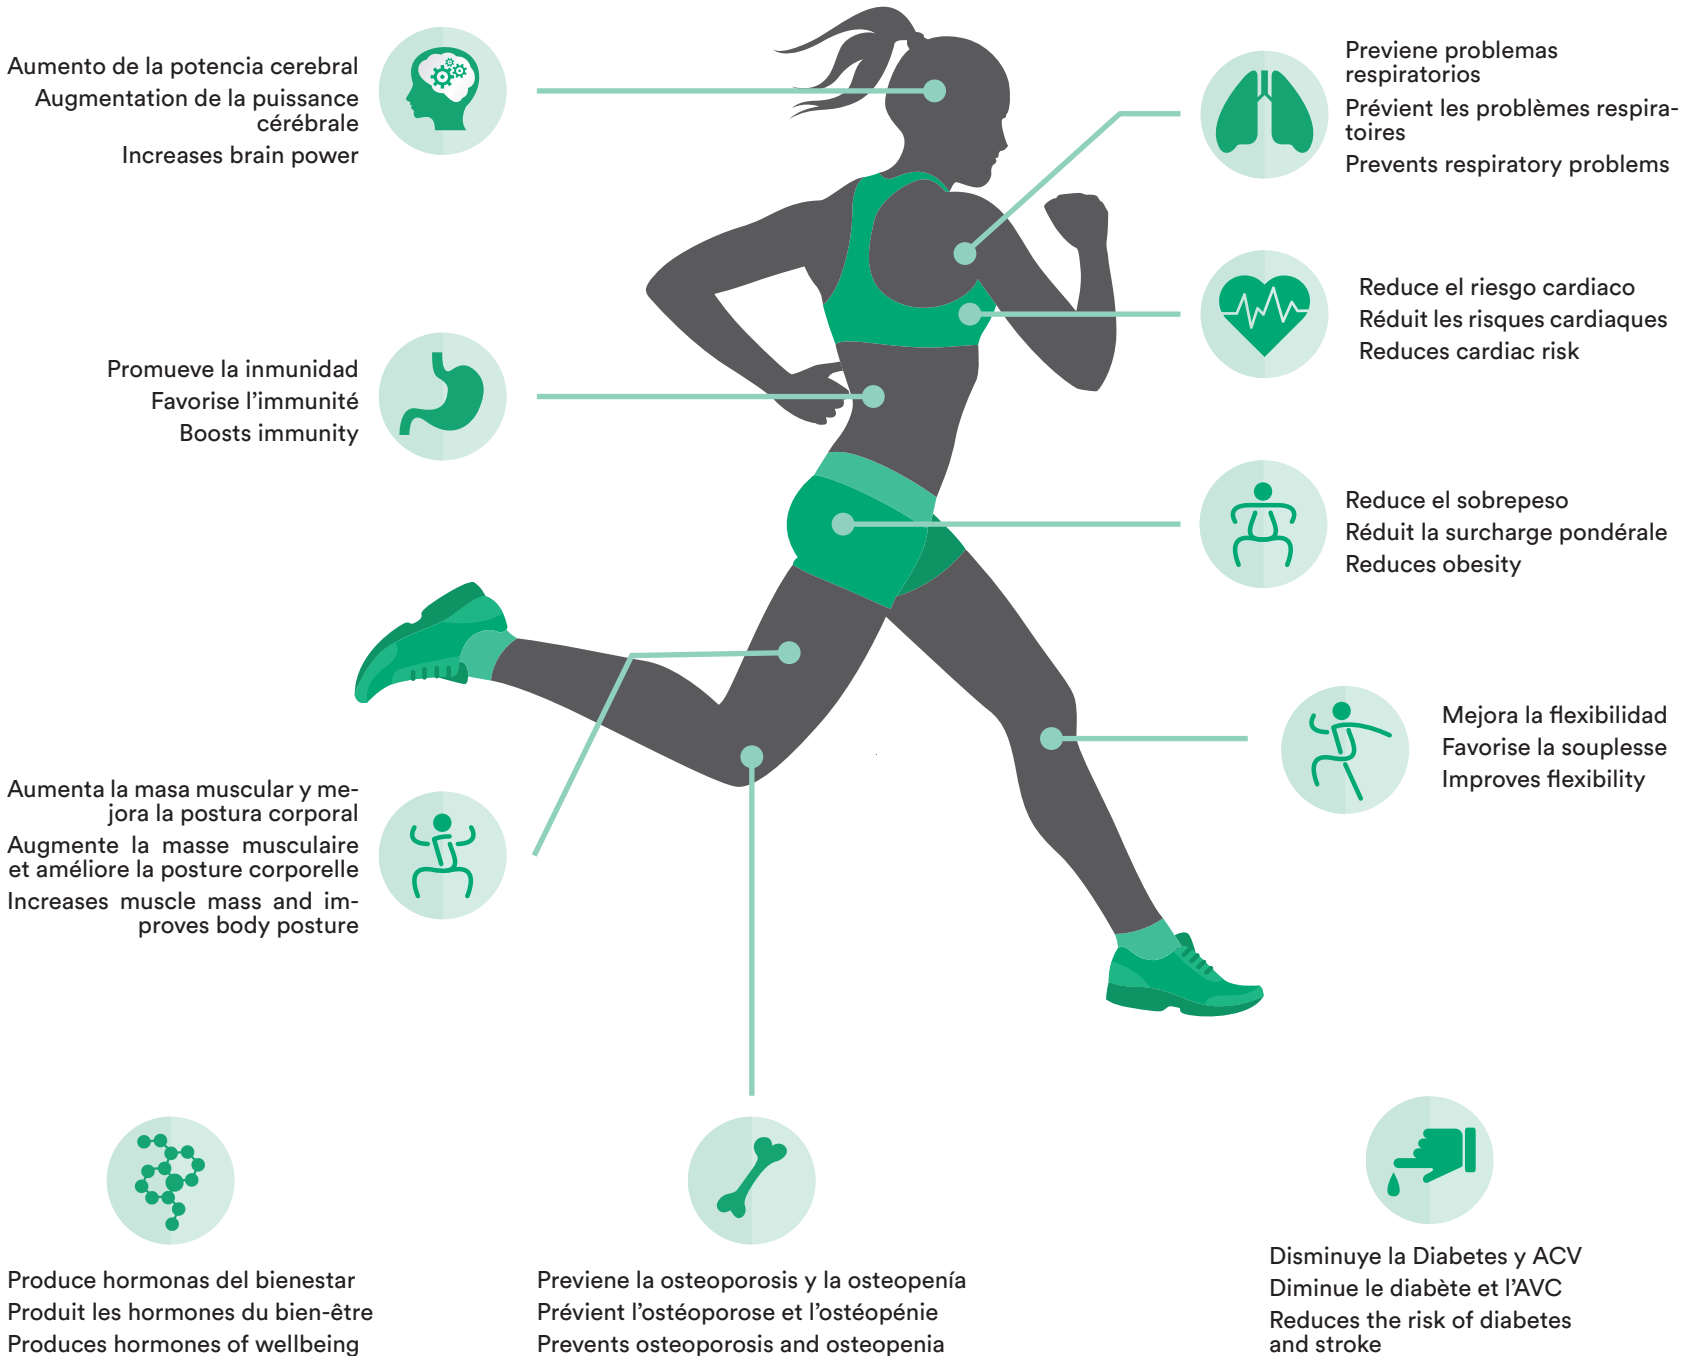 Aumento de la potencia cerebral
Augmentation de la puissance
cérébrale
Increases brain power
Previene problemas
respiratorios
Prévient les problèmes respira-
toires
Prevents respiratory problems
Reduce el riesgo cardiaco
Réduit les risques cardiaques
Reduces cardiac risk
Promueve la inmunidad
Favorise l’immunité
Boosts immunity
Reduce el sobrepeso
Réduit la surcharge pondérale
Reduces obesity
Mejora la flexibilidad
Favorise la souplesse
Improves flexibility
Aumenta la masa muscular y me-
jora la postura corporal
Augmente la masse musculaire
et améliore la posture corporelle
Increases muscle mass and im-
proves body posture
Produce hormonas del bienestar
Produit les hormones du bien-être
Produces hormones of wellbeing
Previene la osteoporosis y la osteopenía
Prévient l’ostéoporose et l’ostéopénie
Prevents osteoporosis and osteopenia
Disminuye la Diabetes y ACV
Diminue le diabète et l’AVC
Reduces the risk of diabetes
and stroke